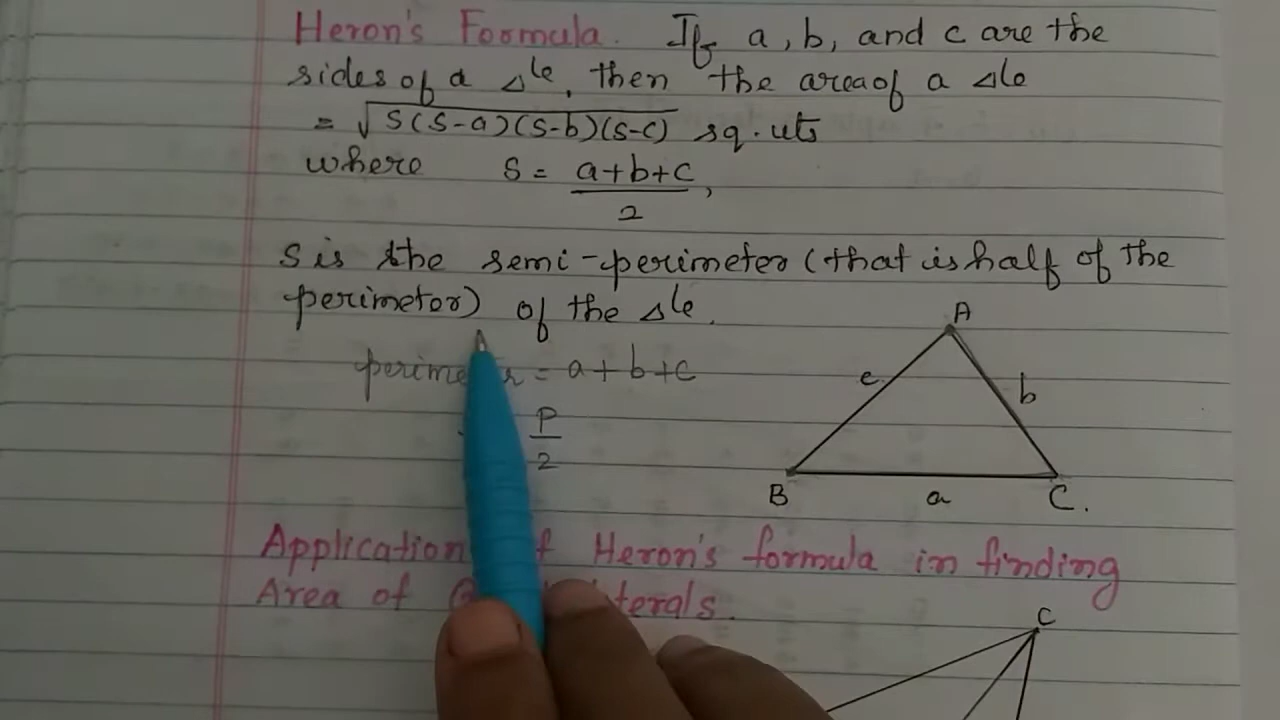 Heron's Formula. If a, b, and c are the
sides of a △le, then the area of a △le
= √s(s-a)(s-b)(s-c) sq. uts
where s = a+b+c
2,
s is the semi-perimeter (that is half of the
perimeter) of the △le.
= a+b+c
P
2
A
c
b
B
a
C.
Heron's formula in finding
Area of
C